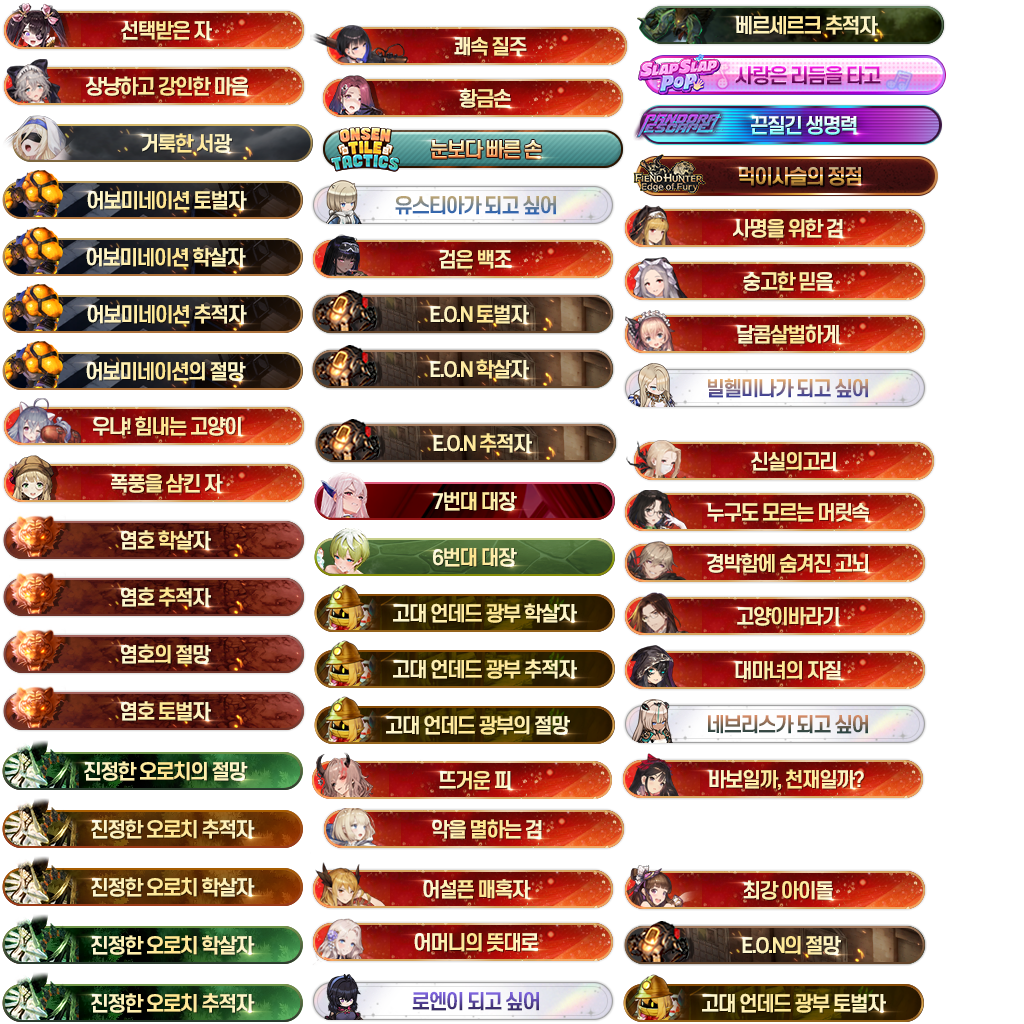 선택받은 자
상냥하고 강인한 마음
거룩한 서광
어보미네이션 토벌자
어보미네이션 학살자
어보미네이션 추적자
어보미네이션의 절망
우냐! 힘내는 고양이
폭풍을 삼킨 자
염호 학살자
염호 추적자
염호의 절망
염호 토벌자
진정한 오로치의 절망
진정한 오로치 추적자
진정한 오로치 학살자
진정한 오로치 학살자
진정한 오로치 추적자
쾌속 질주
황금손
ONSEN
TILE
TACTICS
눈보다 빠른 손
유스티아가 되고 싶어
검은 백조
E.O.N 토벌자
E.O.N 학살자
E.O.N 추적자
7번대 대장
6번대 대장
고대 언데드 광부 학살자
고대 언데드 광부 추적자
고대 언데드 광부의 절망
뜨거운 피
악을 멸하는 검
어설픈 매혹자
어머니의 뜻대로
로엔이 되고 싶어
베르세르크 추적자
SLAP SLAP
POP
사랑은 리듬을 타고
PANDORA
ESCAPE
끈질긴 생명력
FIEND HUNTER
Edge of Fury
먹이사슬의 정점
사명을 위한 검
숭고한 믿음
달콤살벌하게
빌헬미나가 되고 싶어
신실의고리
누구도 모르는 머릿속
경박함에 숨겨진 고뇌
고양이바라기
대마녀의 자질
네브리스가 되고 싶어
바보일까, 천재일까?
최강 아이돌
E.O.N의 절망
고대 언데드 광부 토벌자